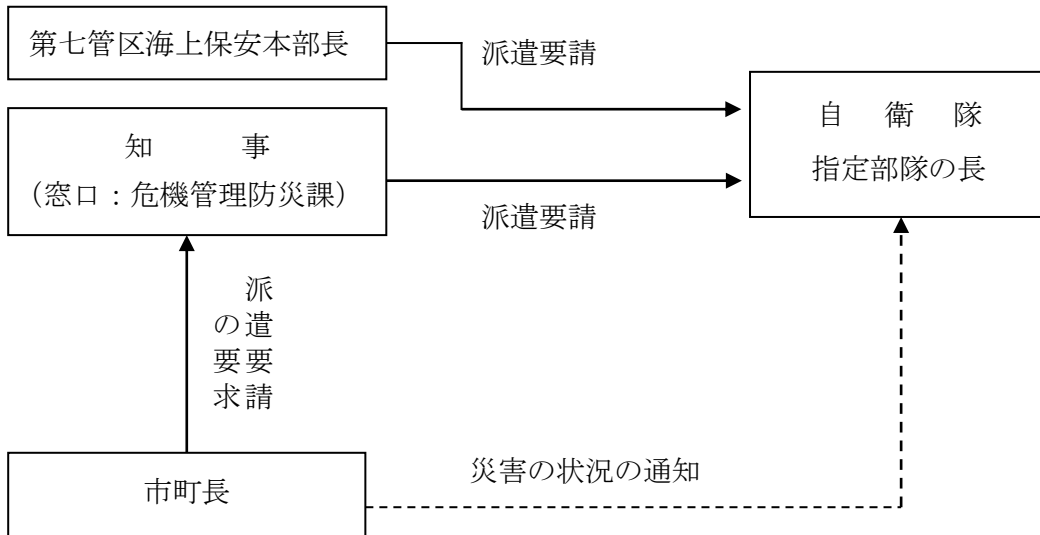 第七管区海上保安本部長
派遣要請
自　衛　隊
指定部隊の長
知　　　事
（窓口：危機管理防災課）
派遣要請
派遣要請
の要求
市町長
災害の状況の通知